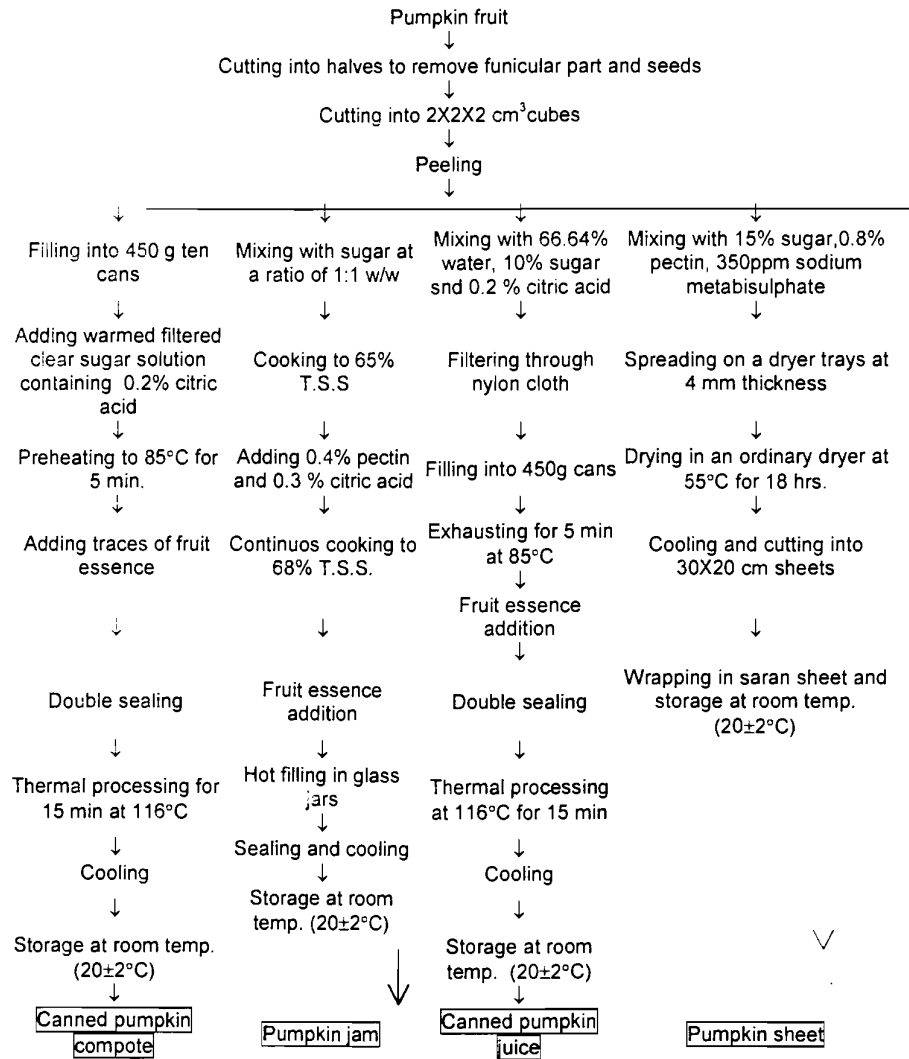 Pumpkin fruit
↓
Cutting into halves to remove funicular part and seeds
↓
Cutting into 2X2X2 cm³cubes
↓
Peeling
↓
↓
Filling into 450 g ten
cans
↓
Adding warmed filtered
clear sugar solution
containing 0.2% citric
acid
↓
Preheating to 85°C for
5 min.
↓
Adding traces of fruit
essence
↓
Double sealing
↓
Thermal processing for
15 min at 116°C
↓
Cooling
↓
Storage at room temp.
(20±2°C)
↓
Canned pumpkin
compote
↓
Mixing with sugar at
a ratio of 1:1 w/w
↓
Cooking to 65%
T.S.S
↓
Adding 0.4% pectin
and 0.3 % citric acid
↓
Continuos cooking to
68% T.S.S.
↓
Fruit essence
addition
↓
Hot filling in glass
jars
↓
Sealing and cooling
↓
Storage at room
temp. (20±2°C)
↓
Pumpkin jam
↓
Mixing with 66.64%
water, 10% sugar
snd 0.2 % citric acid
↓
Filtering through
nylon cloth
↓
Filling into 450g cans
↓
Exhausting for 5 min
at 85°C
↓
Fruit essence
addition
↓
Double sealing
↓
Thermal processing
at 116°C for 15 min
↓
Cooling
↓
Storage at room
temp. (20±2°C)
↓
Canned pumpkin
juice
↓
Mixing with 15% sugar,0.8%
pectin, 350ppm sodium
metabisulphate
↓
Spreading on a dryer trays at
4 mm thickness
↓
Drying in an ordinary dryer at
55°C for 18 hrs.
↓
Cooling and cutting into
30X20 cm sheets
↓
Wrapping in saran sheet and
storage at room temp.
(20±2°C)
Pumpkin sheet